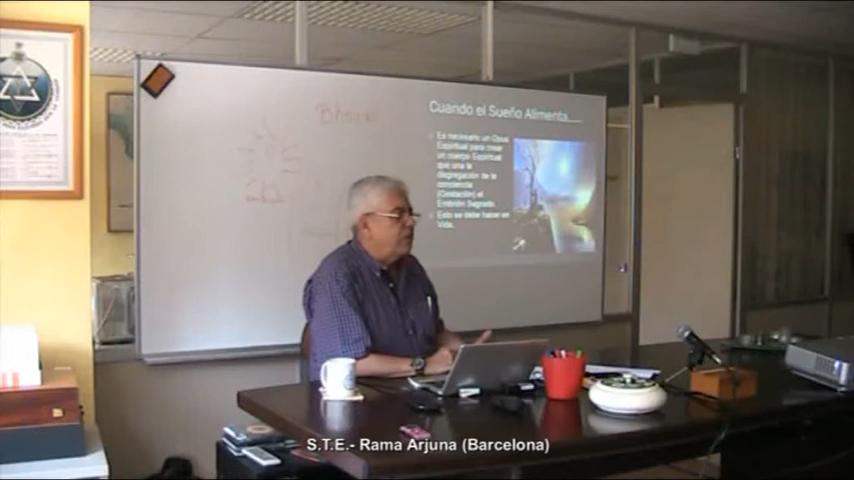 Cuando el Sueño Alimenta....
Es necesario un Opus
Espiritual para crear
un cuerpo Espiritual
que una la
disgregación de la
conciencia
(Gestación) el
Embrión Sagrado.
Esto se debe hacer en
Vida.
S.T.E.- Rama Arjuna (Barcelona)